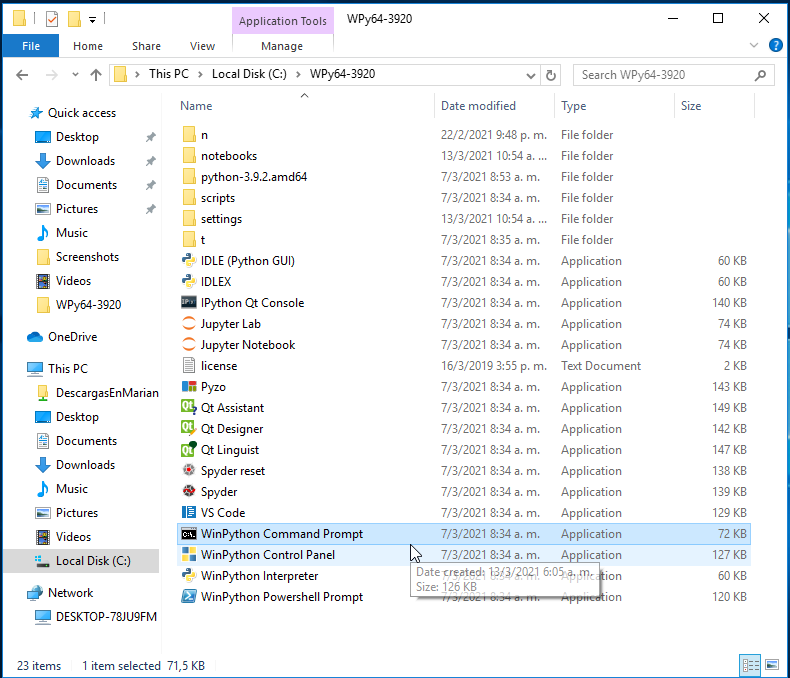 Application Tools WPy64-3920
File Home Share View Manage
This PC Local Disk (C:) WPy64-3920 Search WPy64-3920
Name Date modified Type Size
Quick access
Desktop
Downloads
Documents
Pictures
Music
Screenshots
Videos
WPy64-3920
OneDrive
This PC
DescargasEnMarian
Desktop
Documents
Downloads
Music
Pictures
Videos
Local Disk (C:)
Network
DESKTOP-78JU9FM
n 22/2/2021 9:48 p. m. File folder
notebooks 13/3/2021 10:54 a. ... File folder
python-3.9.2.amd64 7/3/2021 8:53 a. m. File folder
scripts 7/3/2021 8:34 a. m. File folder
settings 13/3/2021 10:54 a. ... File folder
t 7/3/2021 8:35 a. m. File folder
IDLE (Python GUI) 7/3/2021 8:34 a. m. Application 60 KB
IDLEX 7/3/2021 8:34 a. m. Application 60 KB
IPython Qt Console 7/3/2021 8:34 a. m. Application 140 KB
Jupyter Lab 7/3/2021 8:34 a. m. Application 74 KB
Jupyter Notebook 7/3/2021 8:34 a. m. Application 74 KB
license 16/3/2019 3:55 p. m. Text Document 2 KB
Pyzo 7/3/2021 8:34 a. m. Application 143 KB
Qt Assistant 7/3/2021 8:34 a. m. Application 149 KB
Qt Designer 7/3/2021 8:34 a. m. Application 142 KB
Qt Linguist 7/3/2021 8:34 a. m. Application 147 KB
Spyder reset 7/3/2021 8:34 a. m. Application 138 KB
Spyder 7/3/2021 8:34 a. m. Application 139 KB
VS Code 7/3/2021 8:34 a. m. Application 129 KB
WinPython Command Prompt 7/3/2021 8:34 a. m. Application 72 KB
WinPython Control Panel 7/3/2021 8:34 a. m. Application 127 KB
WinPython Interpreter 60 KB
WinPython Powershell Prompt 7/3/2021 8:34 a. m. Application 120 KB
Date created: 13/3/2021 6:05 a. m.
Size: 126 KB
23 items 1 item selected 71,5 KB